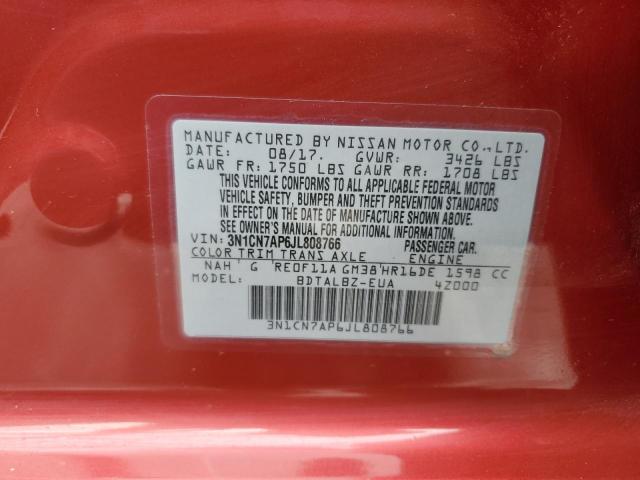 MANUFACTURED BY NISSAN MOTOR CO.,LTD.
DATE: 08/17. GVWR: 3426 LBS
GAWR FR: 1750 LBS GAWR RR: 1708 LBS
THIS VEHICLE CONFORMS TO ALL APPLICABLE FEDERAL MOTOR
VEHICLE SAFETY, BUMPER AND THEFT PREVENTION STANDARDS
IN EFFECT ON THE DATE OF MANUFACTURE SHOWN ABOVE.
SEE OWNER'S MANUAL FOR ADDITIONAL INFORMATION.
VIN: 3N1CN7AP6JL808766 PASSENGER CAR.
COLOR TRIM TRANS AXLE ENGINE
NAH' G 'RE0F11A GM38'HR16DE 1598 CC
MODEL: BDTALBZ-EUA 4Z000
3N1CN7AP6JL808766